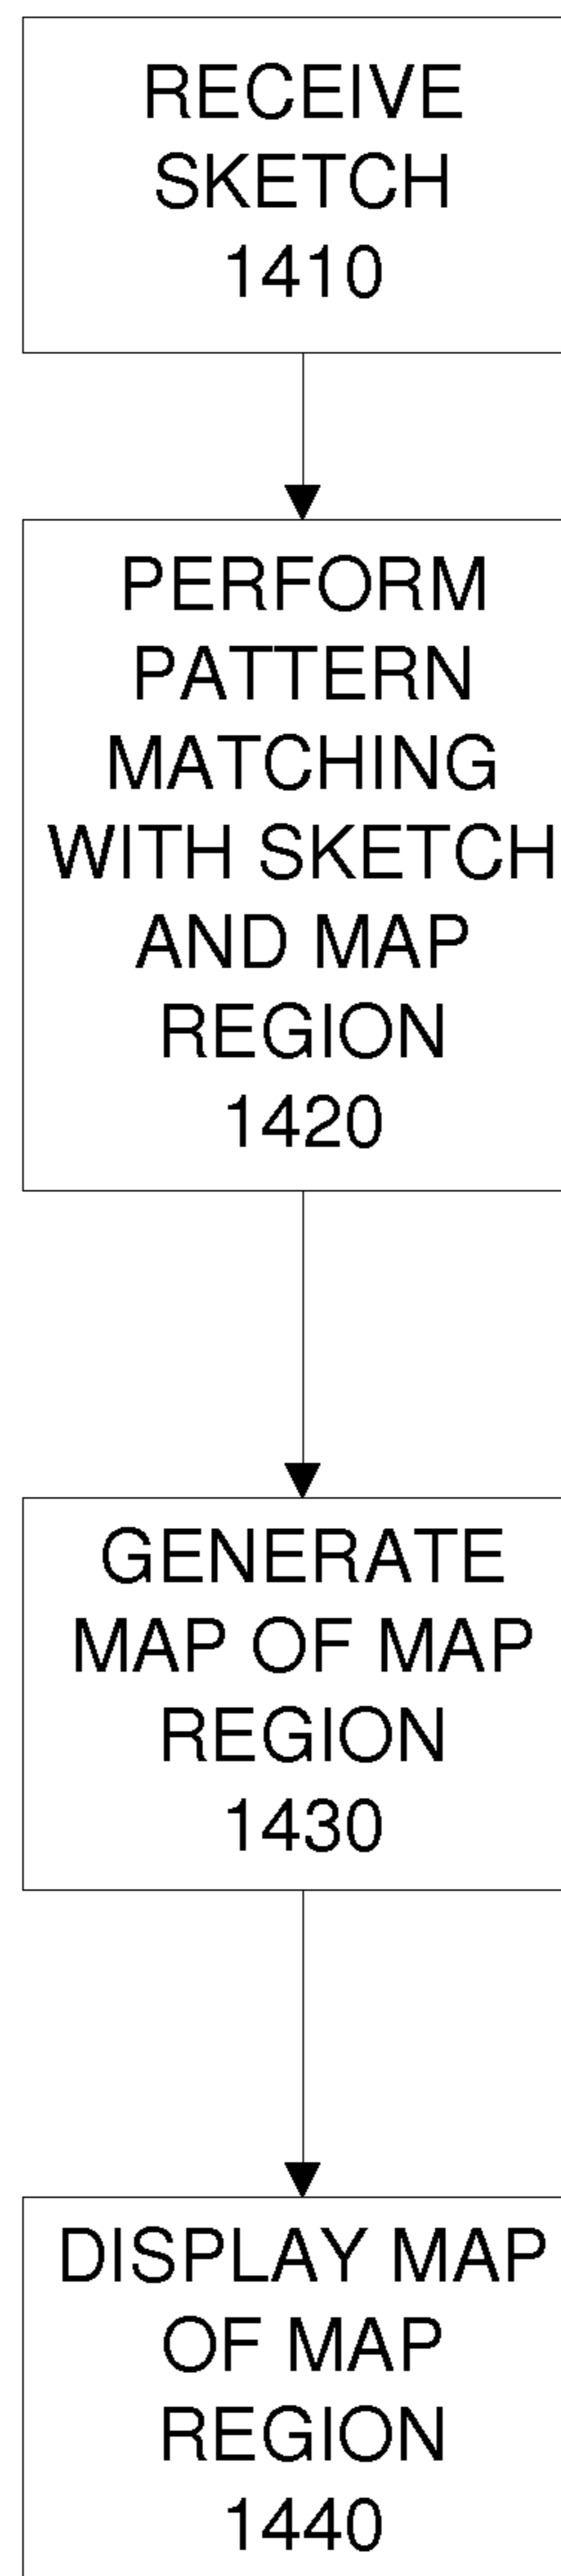 RECEIVE
SKETCH
1410
PERFORM
PATTERN
MATCHING
WITH SKETCH
AND MAP
REGION
1420
GENERATE
MAP OF MAP
REGION
1430
DISPLAY MAP
OF MAP
REGION
1440